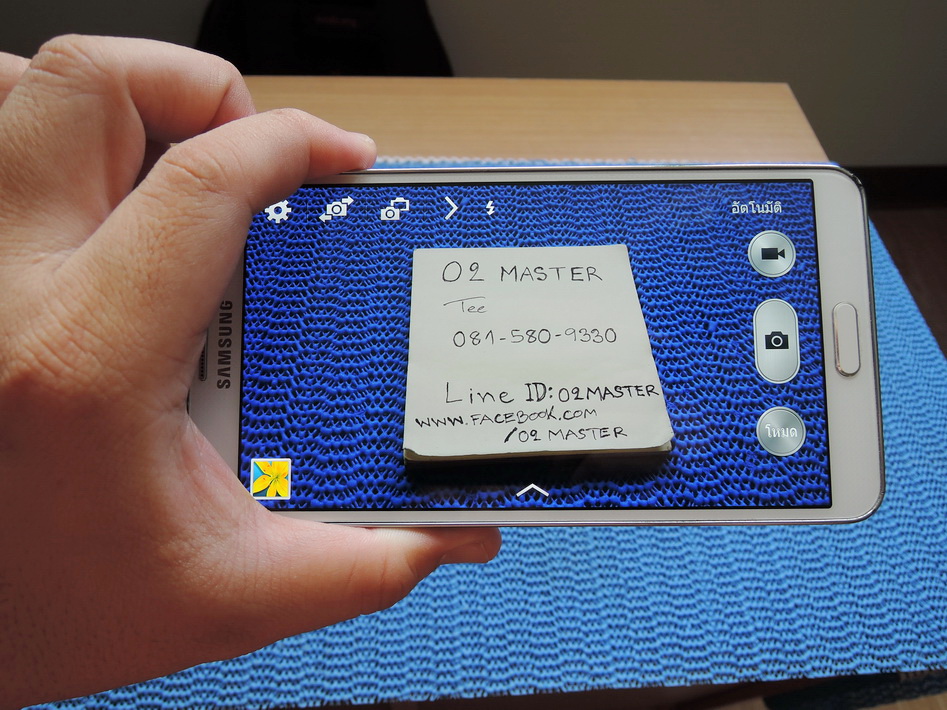 อัตโนมัติ
SAMSUNG
O2 MASTER
Tee
081-580-9330
Line ID: O2MASTER
WWW.FACEBOOK.COM
/O2 MASTER
โหมด